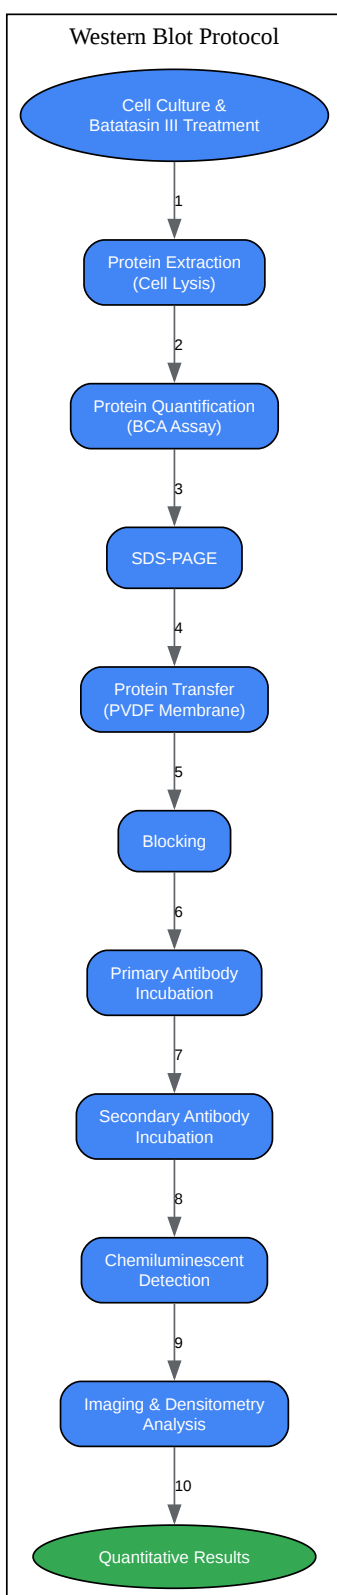 Western Blot Protocol
Cell Culture &
Batatasin III Treatment
1
Protein Extraction
(Cell Lysis)
2
Protein Quantification
(BCA Assay)
3
SDS-PAGE
4
Protein Transfer
(PVDF Membrane)
5
Blocking
6
Primary Antibody
Incubation
7
Secondary Antibody
Incubation
8
Chemiluminescent
Detection
9
Imaging & Densitometry
Analysis
10
Quantitative Results